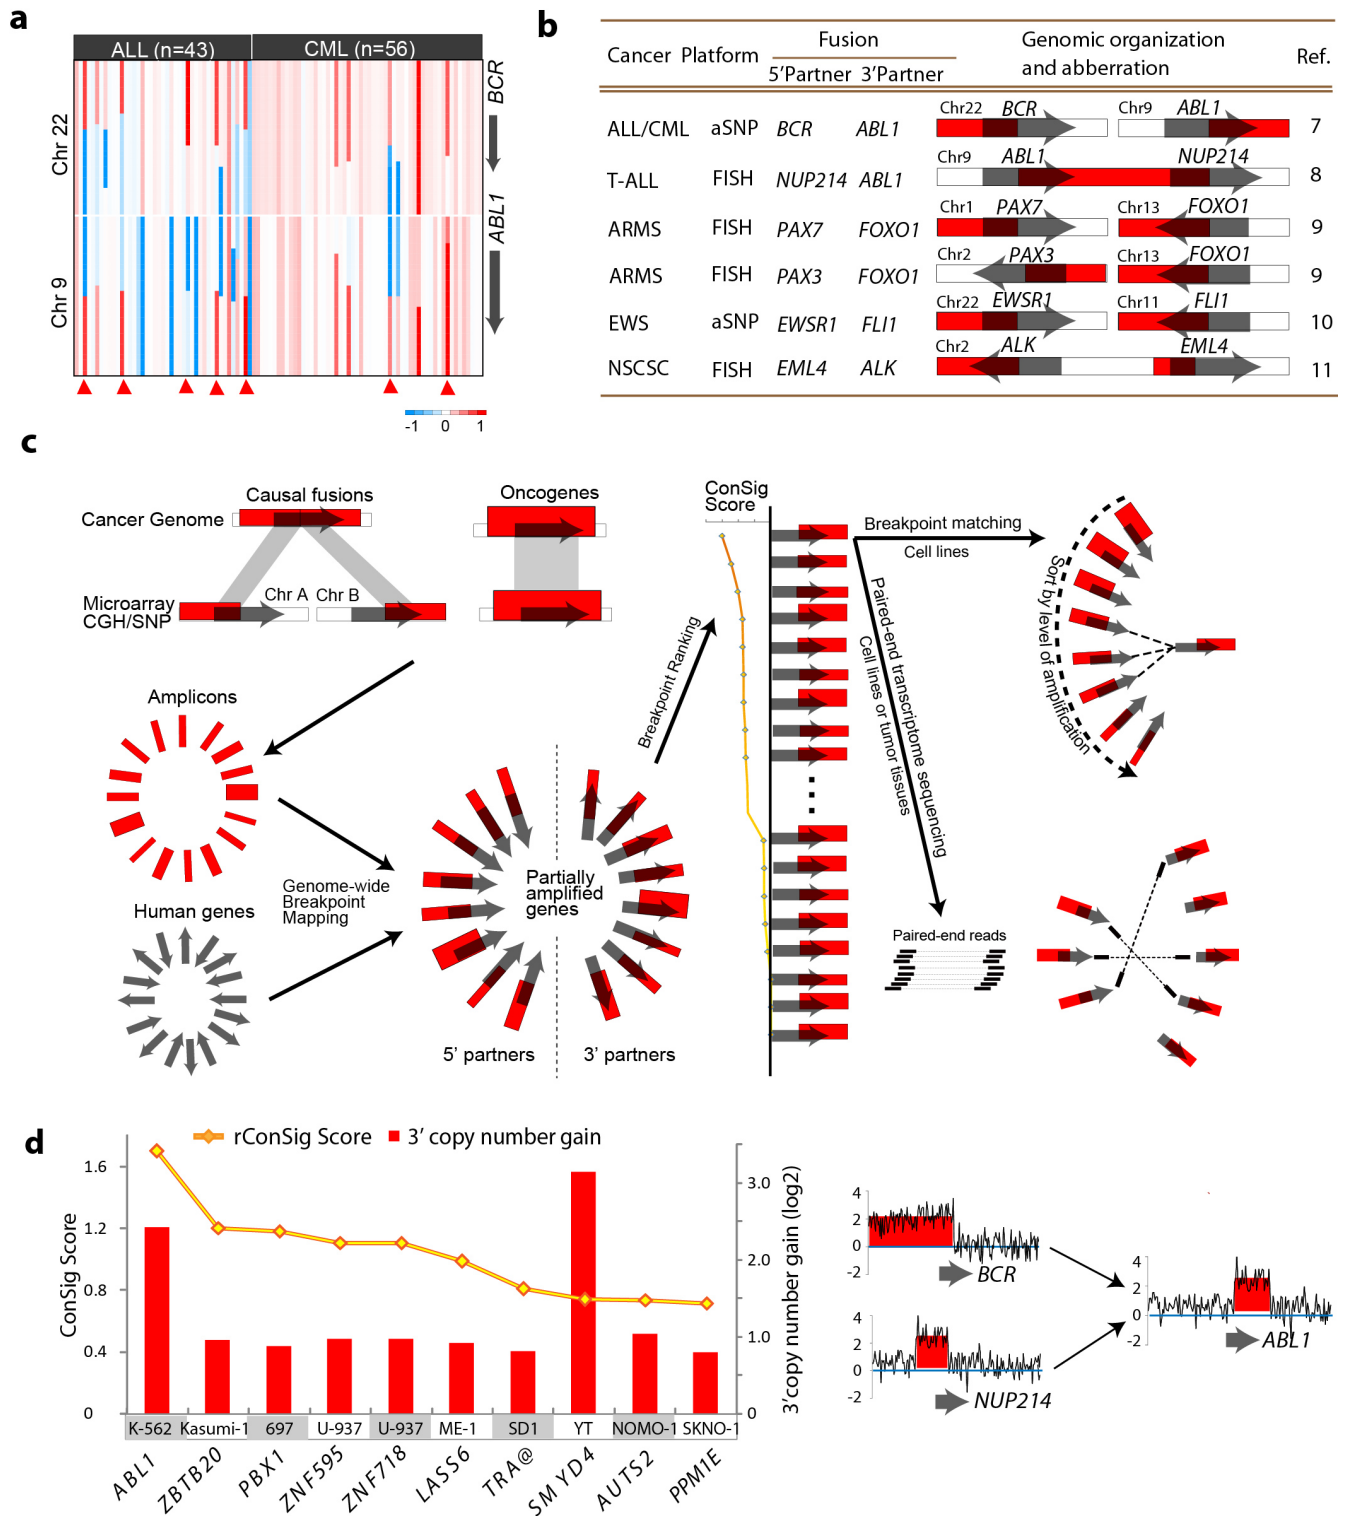 a
ALL (n=43)
CML (n=56)
Chr 22
BCR
ABL1
Chr 9
-1 0 1
b
Cancer Platform Fusion Genomic organization and abberration Ref.
5'Partner 3'Partner
ALL/CML aSNP BCR ABL1 Chr22 BCR Chr9 ABL1 7
T-ALL FISH NUP214 ABL1 Chr9 ABL1 NUP214 8
ARMS FISH PAX7 FOXO1 Chr1 PAX7 Chr13 FOXO1 9
ARMS FISH PAX3 FOXO1 Chr2 PAX3 Chr13 FOXO1 9
EWS aSNP EWSR1 FLI1 Chr22 EWSR1 Chr11 FLI1 10
NSCSC FISH EML4 ALK Chr2 ALK EML4 11
c
Causal fusions
Oncogenes
Cancer Genome
Microarray
CGH/SNP
Chr A Chr B
Amplicons
Human genes
Genome-wide
Breakpoint
Mapping
Partially
amplified
genes
5' partners
3' partners
Breakpoint Ranking
ConSig
Score
Breakpoint matching
Cell lines
Paired-end transcriptome sequencing
Cell lines or tumor tissues
Sort by level of amplification
Paired-end reads
d
rConSig Score
3' copy number gain
ConSig Score
1.6
1.2
0.8
0.4
0
3.0
2.0
1.0
0
3'copy number gain (log2)
K-562 Kasumi-1 697 U-937 U-937 ME-1 SD1 YT NOMO-1 SKNO-1
ABL1 ZBTB20 PBX1 ZNF595 ZNF718 LASS6 TRA@ SMYD4 AUTS2 PPM1E
4
2
0
-2
BCR
4
2
0
-2
NUP214
4
2
0
-2
ABL1